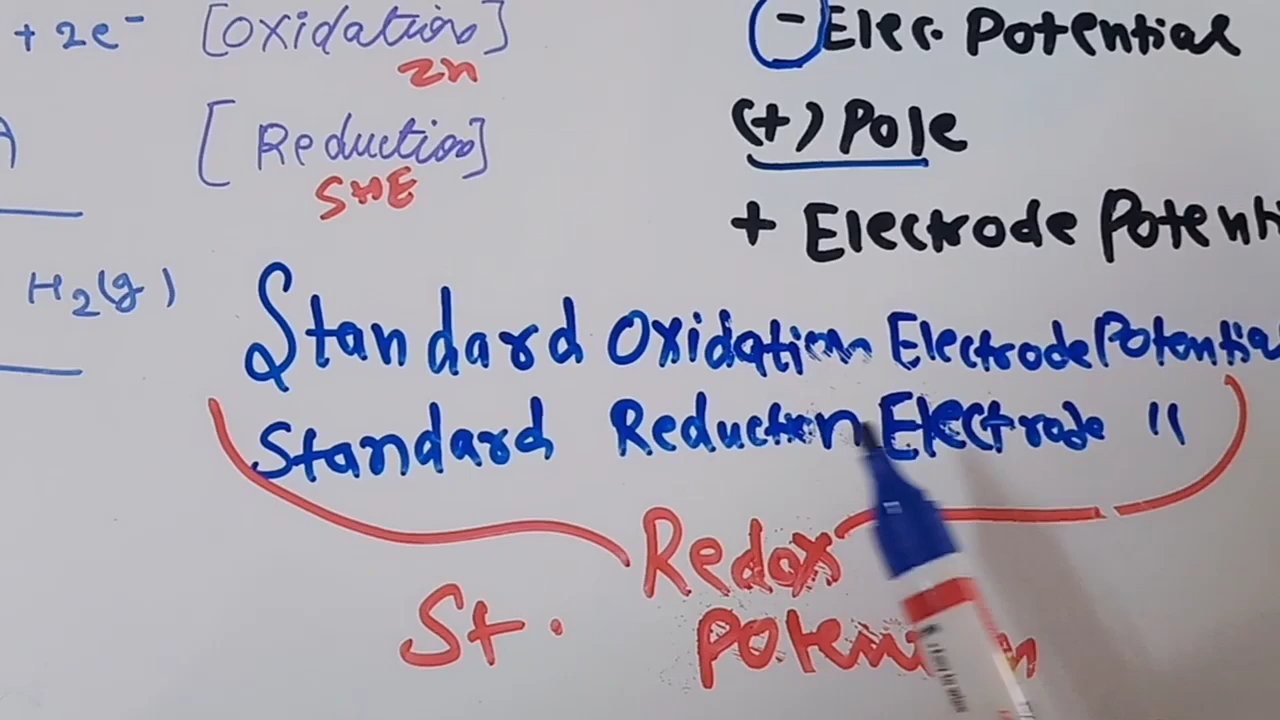 + 2e⁻ [Oxidation]
Zn
[Reduction]
SHE
H₂(g)
- Elec. Potential
(+) Pole
+ Electrode Potenti
Standard Oxidation Electrode Potential
Standard Reduction Electrode "
Redox
St. Poten